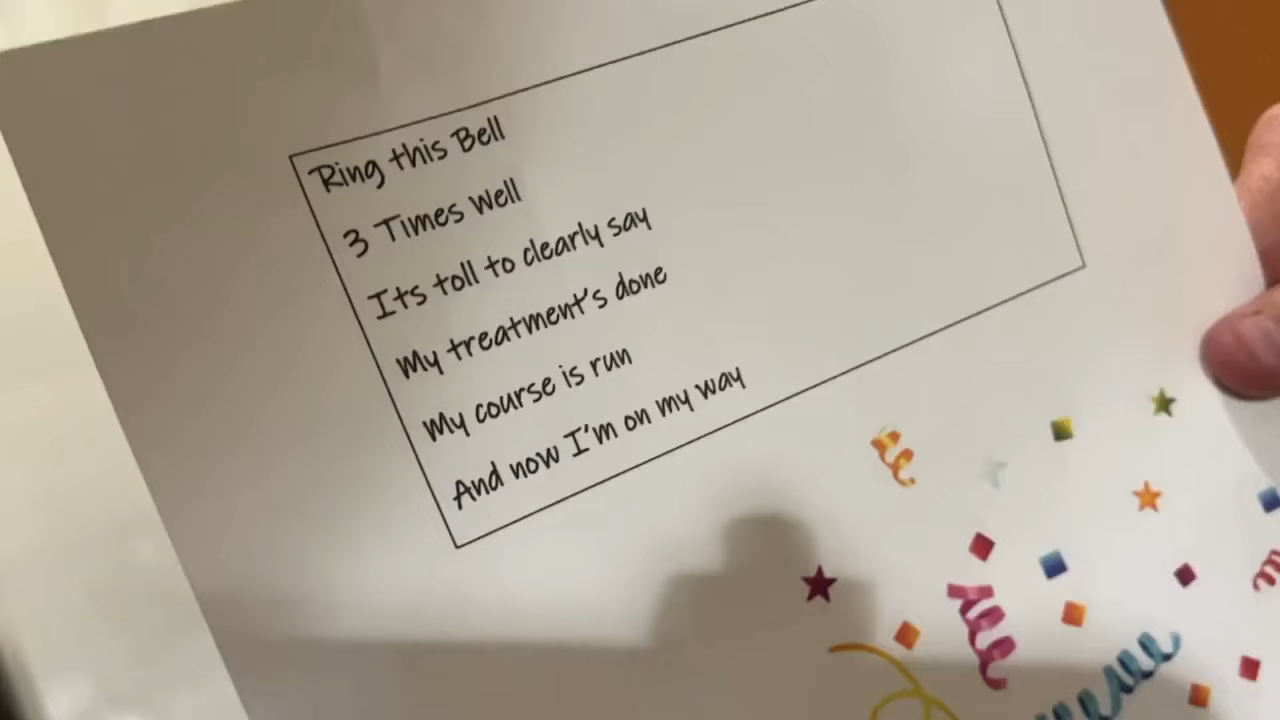 Ring this Bell
3 Times Well
Its toll to clearly say
My treatment's done
My course is run
And now I'm on my way